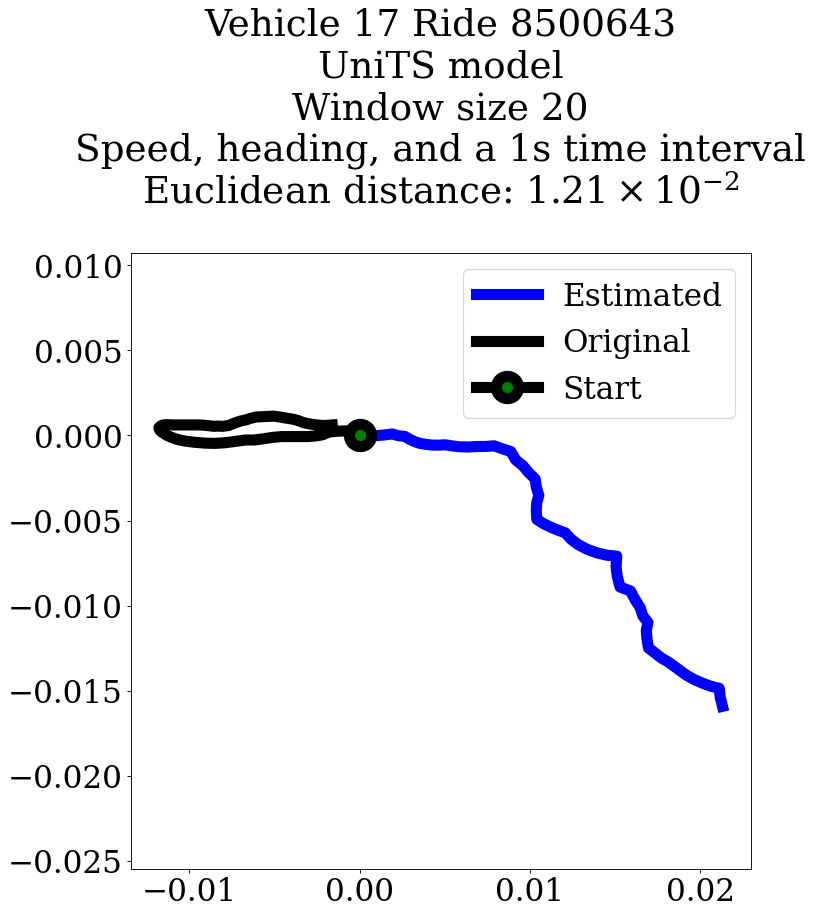 Vehicle 17 Ride 8500643
UniTS model
Window size 20
Speed, heading, and a 1s time interval
Euclidean distance: 1.21 × 10⁻²
0.010
0.005
0.000
−0.005
−0.010
−0.015
−0.020
−0.025
Estimated
Original
Start
−0.01
0.00
0.01
0.02